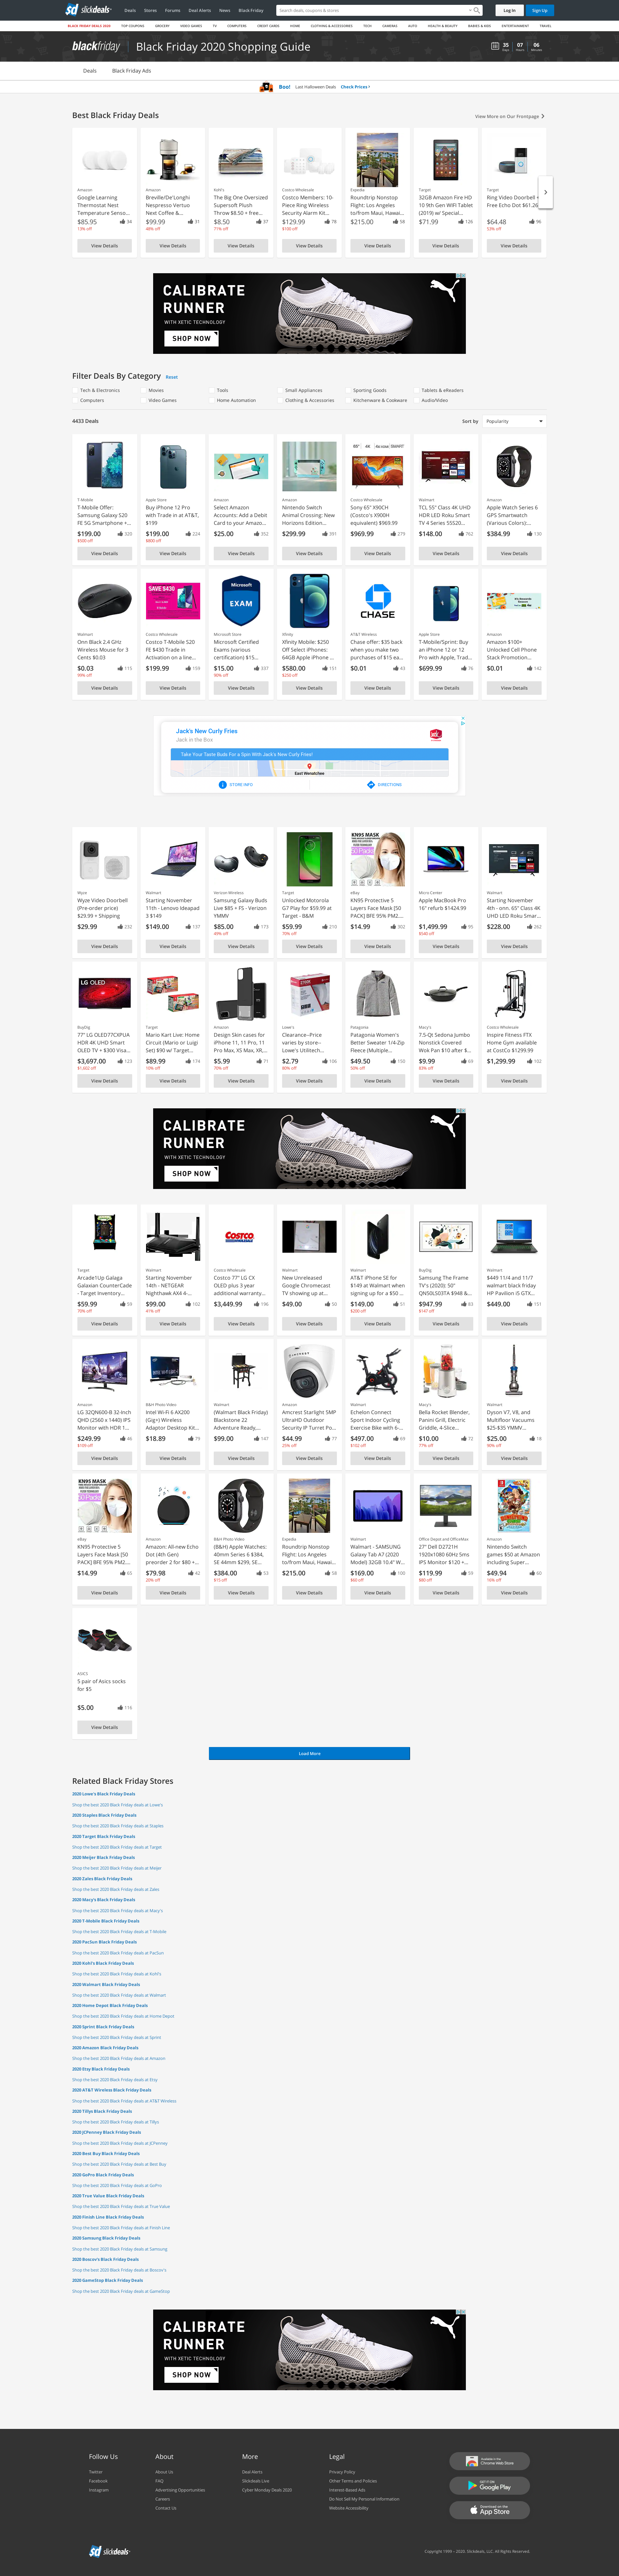 sd slickdeals
Deals
Stores
Forums
Deal Alerts
News
Black Friday
Search deals, coupons & stores
Log In
Sign Up
BLACK FRIDAY DEALS 2020
TOP COUPONS
GROCERY
VIDEO GAMES
TV
COMPUTERS
CREDIT CARDS
HOME
CLOTHING & ACCESSORIES
TECH
CAMERAS
AUTO
HEALTH & BEAUTY
BABIES & KIDS
ENTERTAINMENT
TRAVEL
blackfriday
Black Friday 2020 Shopping Guide
35 07 06
Deals
Black Friday Ads
Boo! Last Halloween Deals Check Prices
Best Black Friday Deals
View More on Our Frontpage
Amazon
Google Learning
Thermostat Nest
Temperature Senso...
$85.95 34
13% off
View Details
Amazon
Breville/De'Longhi
Nespresso Vertuo
Next Coffee &...
$99.99 31
48% off
View Details
Kohl's
The Big One Oversized
Supersoft Plush
Throw $8.50 + free...
$8.50 37
71% off
View Details
Costco Wholesale
Costco Members: 10-
Piece Ring Wireless
Security Alarm Kit...
$129.99 78
$100 off
View Details
Expedia
Roundtrip Nonstop
Flight: Los Angeles
to/from Maui, Hawai...
$215.00 58
View Details
Target
32GB Amazon Fire HD
10 9th Gen WiFi Tablet
(2019) w/ Special...
$71.99 126
View Details
Target
Ring Video Doorbell +
Free Echo Dot $61.26
$64.48 96
53% off
View Details
CALIBRATE
RUNNER
WITH XETIC TECHNOLOGY
SHOP NOW
PUMA
Filter Deals By Category Reset
Tech & Electronics
Movies
Tools
Small Appliances
Sporting Goods
Tablets & eReaders
Computers
Video Games
Home Automation
Clothing & Accessories
Kitchenware & Cookware
Audio/Video
4433 Deals
Sort by Popularity
T-Mobile
T-Mobile Offer:
Samsung Galaxy S20
FE 5G Smartphone +...
$199.00 320
$500 off
View Details
Apple Store
Buy iPhone 12 Pro
with Trade in at AT&T,
$199
$199.00 224
$800 off
View Details
Amazon
Select Amazon
Accounts: Add a Debit
Card to your Amazo...
$25.00 352
View Details
Amazon
Nintendo Switch
Animal Crossing: New
Horizons Edition...
$299.99 391
View Details
Costco Wholesale
Sony 65" X90CH
(Costco's X900H
equivalent) $969.99
$969.99 279
View Details
Walmart
TCL 55" Class 4K UHD
HDR LED Roku Smart
TV 4 Series 55S20...
$148.00 762
View Details
Amazon
Apple Watch Series 6
GPS Smartwatch
(Various Colors):...
$384.99 130
View Details
Walmart
Onn Black 2.4 GHz
Wireless Mouse for 3
Cents $0.03
$0.03 115
99% off
View Details
SAVE $430
Costco Wholesale
Costco T-Mobile S20
FE $430 Trade in
Activation on a line...
$199.99 159
View Details
Microsoft
EXAM
Microsoft Store
Microsoft Certified
Exams (various
certification) $15...
$15.00 337
90% off
View Details
Xfinity
Xfinity Mobile: $250
Off Select iPhones:
64GB Apple iPhone ...
$580.00 151
$250 off
View Details
CHASE
AT&T Wireless
Chase offer: $35 back
when you make two
purchases of $15 ea...
$0.01 43
View Details
Apple Store
T-Mobile/Sprint: Buy
an iPhone 12 or 12
Pro with Apple, Trad...
$699.99 76
View Details
Amazon
Amazon $100+
Unlocked Cell Phone
Stack Promotion...
$0.01 142
View Details
Jack's New Curly Fries
Jack in the Box
Take Your Taste Buds For a Spin With Jack's New Curly Fries!
East Wenatchee
STORE INFO
DIRECTIONS
Wyze
Wyze Video Doorbell
(Pre-order price)
$29.99 + Shipping
$29.99 232
View Details
Walmart
Starting November
11th - Lenovo Ideapad
3 $149
$149.00 137
View Details
Verizon Wireless
Samsung Galaxy Buds
Live $85 + FS - Verizon
YMMV
$85.00 113
49% off
View Details
Target
Unlocked Motorola
G7 Play for $59.99 at
Target - B&M
$59.99 210
70% off
View Details
KN95 MASK
eBay
KN95 Protective 5
Layers Face Mask [50
PACK] BFE 95% PM2....
$14.99 302
View Details
Micro Center
Apple MacBook Pro
16" refurb $1424.99
$1,499.99 95
$540 off
View Details
Walmart
Starting November
4th - onn. 65" Class 4K
UHD LED Roku Smar...
$228.00 262
View Details
LG OLED
BuyDig
77" LG OLED77CXPUA
HDR 4K UHD Smart
OLED TV + $300 Visa...
$3,697.00 123
$1,602 off
View Details
Target
Mario Kart Live: Home
Circuit (Mario or Luigi
Set) $90 w/ Target...
$89.99 179
10% off
View Details
Amazon
Design Skin cases for
iPhone 11, 11 Pro, 11
Pro Max, XS Max, XR,...
$5.99 71
70% off
View Details
Lowe's
Clearance--Price
varies by store--
Lowe's Utilitech...
$2.79 106
80% off
View Details
Patagonia
Patagonia Women's
Better Sweater 1/4-Zip
Fleece (Multiple...
$49.50 150
50% off
View Details
Macy's
7.5-Qt Sedona Jumbo
Nonstick Covered
Wok Pan $10 after $...
$9.99 69
83% off
View Details
Costco Wholesale
Inspire Fitness FTX
Home Gym available
at CostCo $1299.99
$1,299.99 102
View Details
CALIBRATE
RUNNER
WITH XETIC TECHNOLOGY
SHOP NOW
PUMA
Target
Arcade1Up Galaga
Galaxian CounterCade
- Target Inventory...
$59.99 59
70% off
View Details
Walmart
Starting November
14th - NETGEAR
Nighthawk AX4 4-...
$99.00 102
41% off
View Details
COSTCO
Costco Wholesale
Costco 77" LG CX
OLED plus 3 year
additional warranty...
$3,449.99 196
View Details
Walmart
New Unreleased
Google Chromecast
TV showing up at...
$49.00 50
View Details
Walmart
AT&T iPhone SE for
$149 at Walmart when
signing up for a $50 ...
$149.00 51
$200 off
View Details
BuyDig
Samsung The Frame
TV's (2020): 50"
QN50LS03TA $948 &...
$947.99 83
$147 off
View Details
Walmart
$449 11/4 and 11/7
walmart black friday
HP Pavilion i5 GTX...
$449.00 151
View Details
Amazon
LG 32QN600-B 32-Inch
QHD (2560 x 1440) IPS
Monitor with HDR 1...
$249.99 46
$100 off
View Details
B&H Photo Video
Intel Wi-Fi 6 AX200
(Gig+) Wireless
Adaptor Desktop Kit...
$18.89 79
View Details
Walmart
(Walmart Black Friday)
Blackstone 22
Adventure Ready,...
$99.00 147
View Details
Amazon
Amcrest Starlight 5MP
UltraHD Outdoor
Security IP Turret Po...
$44.99 77
25% off
View Details
Walmart
Echelon Connect
Sport Indoor Cycling
Exercise Bike with 6-...
$497.00 69
$102 off
View Details
Macy's
Bella Rocket Blender,
Panini Grill, Electric
Griddle, 4-Slice...
$10.00 72
77% off
View Details
Walmart
Dyson V7, V8, and
Multifloor Vacuums
$25-$35 YMMV...
$25.00 18
90% off
View Details
KN95 MASK
eBay
KN95 Protective 5
Layers Face Mask [50
PACK] BFE 95% PM2....
$14.99 65
View Details
Amazon
Amazon: All-new Echo
Dot (4th Gen)
preorder 2 for $80 +...
$79.98 42
20% off
View Details
B&H Photo Video
(B&H) Apple Watches:
40mm Series 6 $384,
SE 44mm $299, SE...
$384.00 53
$15 off
View Details
Expedia
Roundtrip Nonstop
Flight: Los Angeles
to/from Maui, Hawai...
$215.00 58
View Details
Walmart
Walmart - SAMSUNG
Galaxy Tab A7 (2020
Model) 32GB 10.4" W...
$169.00 100
$60 off
View Details
Office Depot and OfficeMax
27" Dell D2721H
1920x1080 60Hz 5ms
IPS Monitor $120 +...
$119.99 59
$80 off
View Details
Amazon
Nintendo Switch
games $50 at Amazon
including Super...
$49.94 60
16% off
View Details
ASICS
5 pair of Asics socks
for $5
$5.00 116
View Details
Load More
Related Black Friday Stores
2020 Lowe's Black Friday Deals
Shop the best 2020 Black Friday deals at Lowe's
2020 Staples Black Friday Deals
Shop the best 2020 Black Friday deals at Staples
2020 Target Black Friday Deals
Shop the best 2020 Black Friday deals at Target
2020 Meijer Black Friday Deals
Shop the best 2020 Black Friday deals at Meijer
2020 Zales Black Friday Deals
Shop the best 2020 Black Friday deals at Zales
2020 Macy's Black Friday Deals
Shop the best 2020 Black Friday deals at Macy's
2020 T-Mobile Black Friday Deals
Shop the best 2020 Black Friday deals at T-Mobile
2020 PacSun Black Friday Deals
Shop the best 2020 Black Friday deals at PacSun
2020 Kohl's Black Friday Deals
Shop the best 2020 Black Friday deals at Kohl's
2020 Walmart Black Friday Deals
Shop the best 2020 Black Friday deals at Walmart
2020 Home Depot Black Friday Deals
Shop the best 2020 Black Friday deals at Home Depot
2020 Sprint Black Friday Deals
Shop the best 2020 Black Friday deals at Sprint
2020 Amazon Black Friday Deals
Shop the best 2020 Black Friday deals at Amazon
2020 Etsy Black Friday Deals
Shop the best 2020 Black Friday deals at Etsy
2020 AT&T Wireless Black Friday Deals
Shop the best 2020 Black Friday deals at AT&T Wireless
2020 Tillys Black Friday Deals
Shop the best 2020 Black Friday deals at Tillys
2020 JCPenney Black Friday Deals
Shop the best 2020 Black Friday deals at JCPenney
2020 Best Buy Black Friday Deals
Shop the best 2020 Black Friday deals at Best Buy
2020 GoPro Black Friday Deals
Shop the best 2020 Black Friday deals at GoPro
2020 True Value Black Friday Deals
Shop the best 2020 Black Friday deals at True Value
2020 Finish Line Black Friday Deals
Shop the best 2020 Black Friday deals at Finish Line
2020 Samsung Black Friday Deals
Shop the best 2020 Black Friday deals at Samsung
2020 Boscov's Black Friday Deals
Shop the best 2020 Black Friday deals at Boscov's
2020 GameStop Black Friday Deals
Shop the best 2020 Black Friday deals at GameStop
CALIBRATE
RUNNER
WITH XETIC TECHNOLOGY
SHOP NOW
PUMA
Follow Us
Twitter
Facebook
Instagram
About
About Us
FAQ
Advertising Opportunities
Careers
Contact Us
More
Deal Alerts
Slickdeals Live
Cyber Monday Deals 2020
Legal
Privacy Policy
Other Terms and Policies
Interest-Based Ads
Do Not Sell My Personal Information
Website Accessibility
Available in the
Chrome Web Store
GET IT ON
Google Play
Download on the
App Store
sd slickdeals
Copyright 1999 – 2020. Slickdeals, LLC. All Rights Reserved.